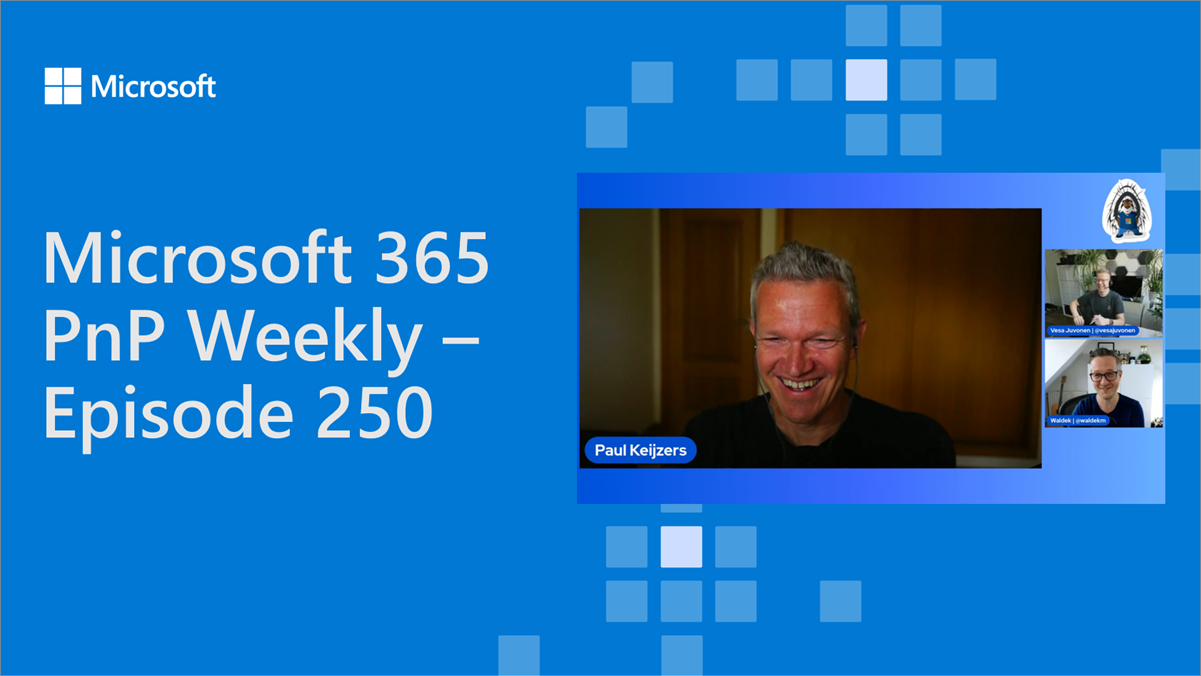 Microsoft
Microsoft 365
PnP Weekly –
Episode 250
Paul Keijzers
Vesa Juvonen | @vesajuvonen
Waldek | @waldekm